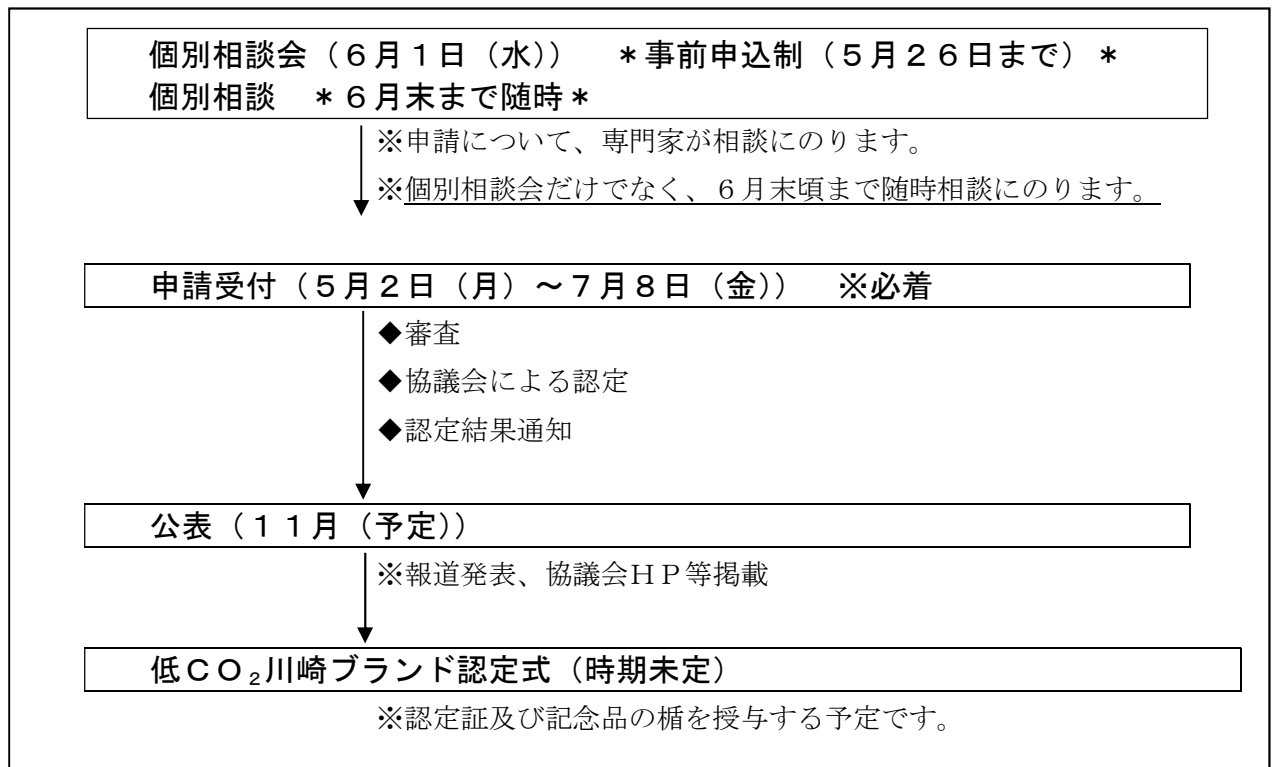 個別相談会（６月１日（水））　＊事前申込制（５月２６日まで）＊
個別相談　＊６月末まで随時＊
※申請について、専門家が相談にのります。
※個別相談会だけでなく、６月末頃まで随時相談にのります。
申請受付（５月２日（月）～７月８日（金））　※必着
◆審査
◆協議会による認定
◆認定結果通知
公表（１１月（予定））
※報道発表、協議会ＨＰ等掲載
低ＣＯ₂川崎ブランド認定式（時期未定）
※認定証及び記念品の楯を授与する予定です。